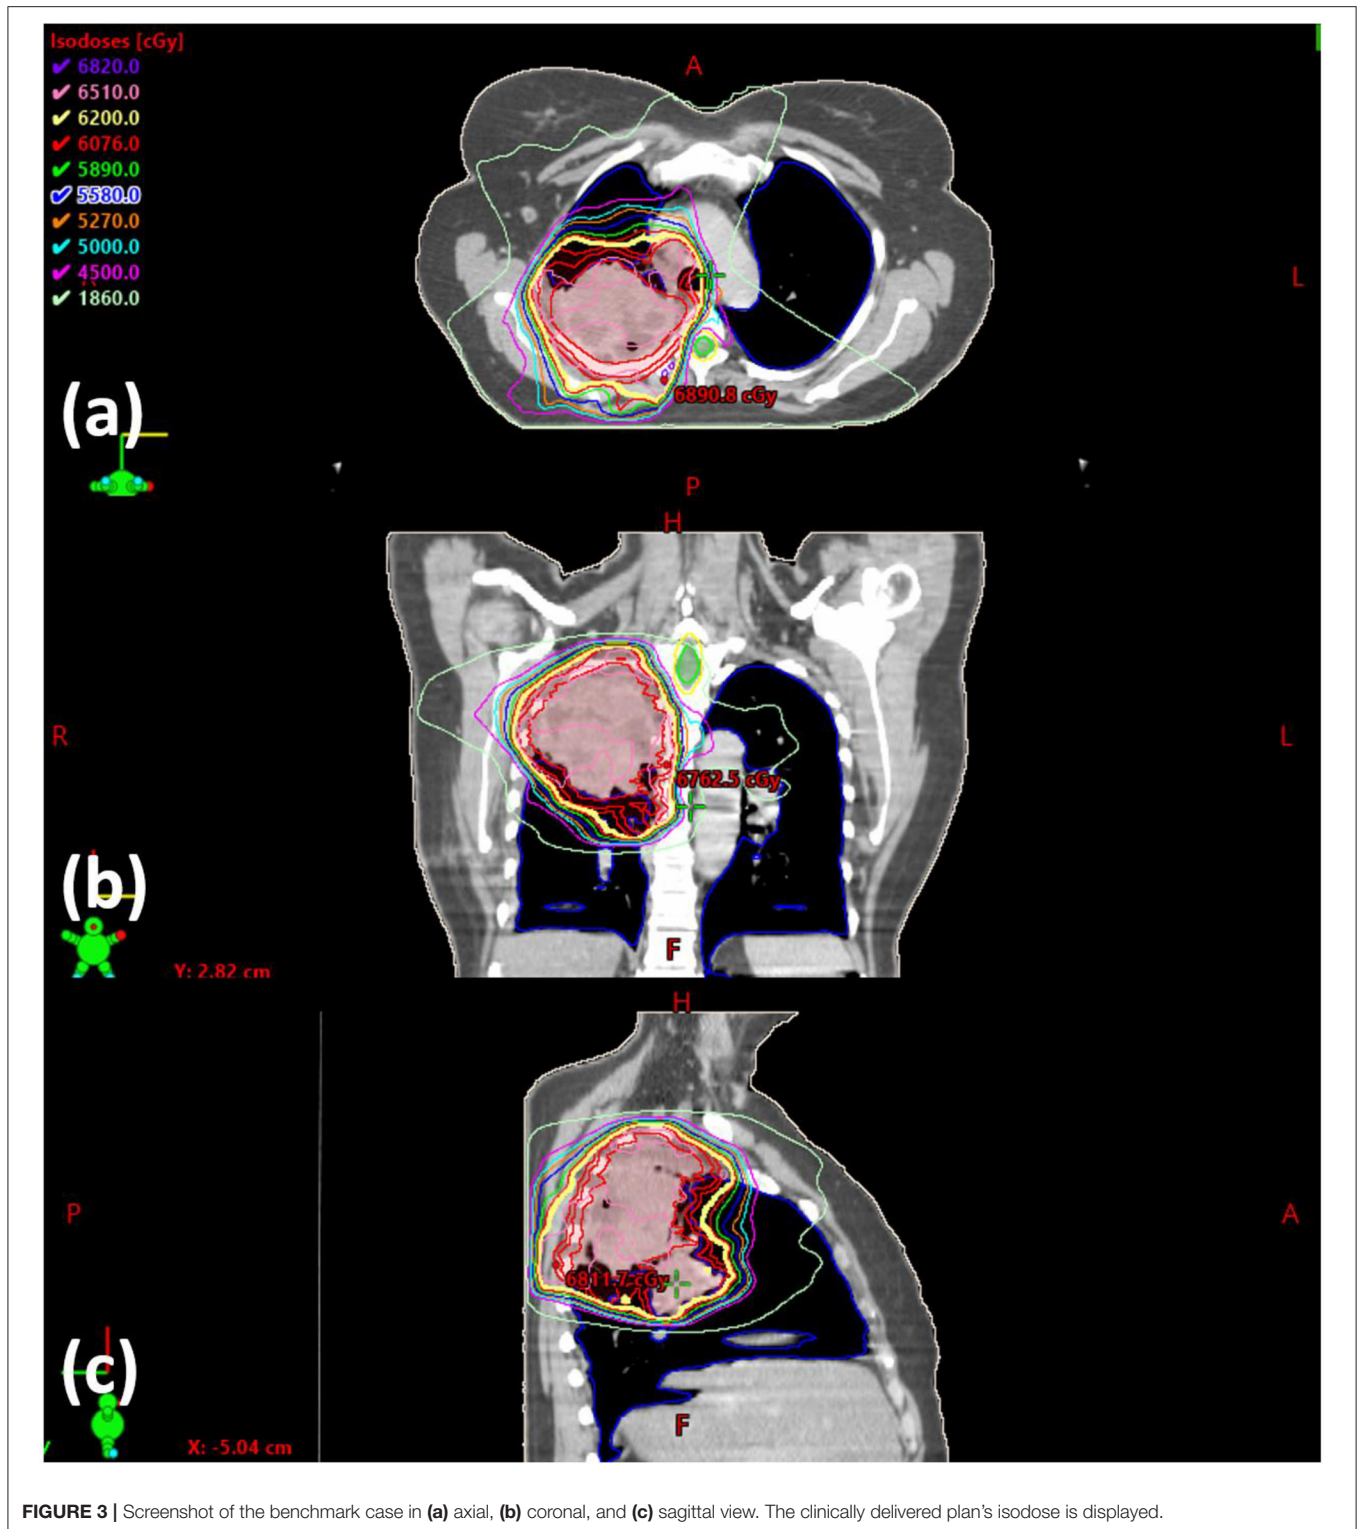 Isodoses [cGy]
✔ 6820.0
✔ 6510.0
✔ 6200.0
✔ 6076.0
✔ 5890.0
✔ 5580.0
✔ 5270.0
✔ 5000.0
✔ 4500.0
✔ 1860.0
A
L
6890.8 cGy
(a)
P
H
R
L
6762.5 cGy
(b)
F
Y: 2.82 cm
H
P
A
6811.7 cGy
(c)
F
X: -5.04 cm
FIGURE 3 | Screenshot of the benchmark case in (a) axial, (b) coronal, and (c) sagittal view. The clinically delivered plan’s isodose is displayed.